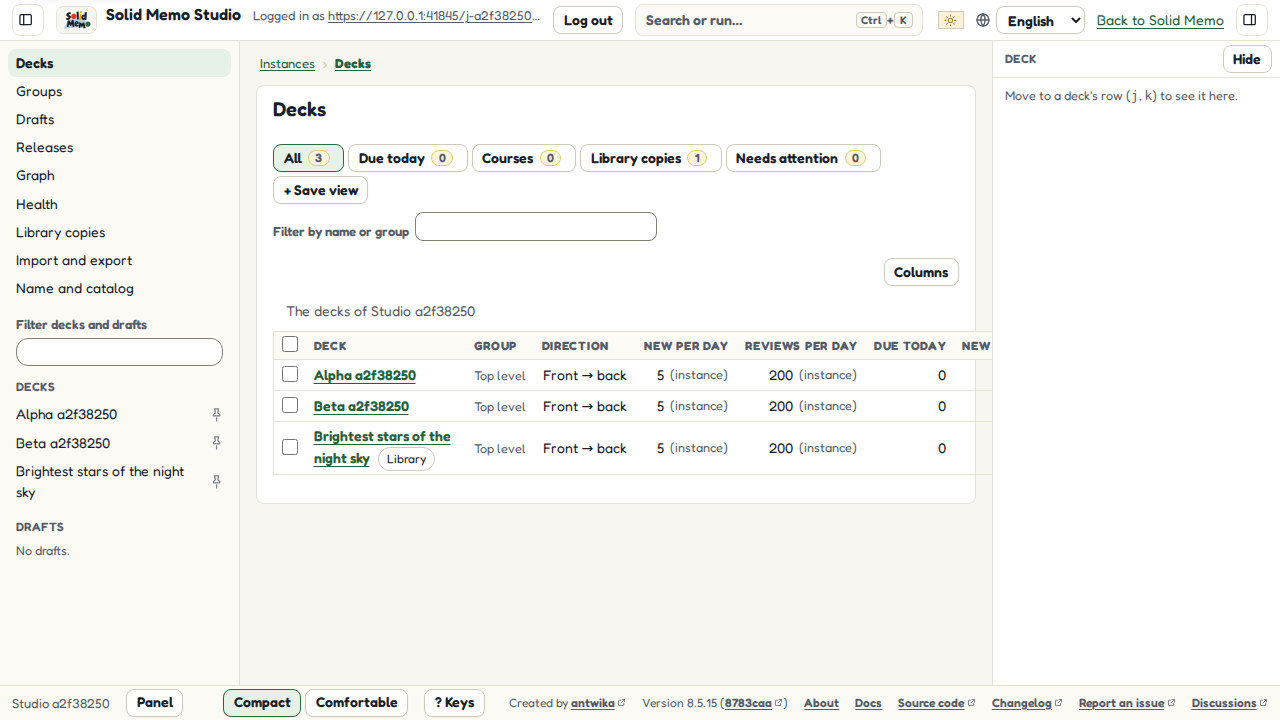 Solid Memo
Solid Memo Studio
Logged in as https://127.0.0.1:41845/j-a2f38250…
Log out
Search or run...
Ctrl+K
English
Back to Solid Memo
Decks
Groups
Drafts
Releases
Graph
Health
Library copies
Import and export
Name and catalog
Filter decks and drafts
DECKS
Alpha a2f38250
Beta a2f38250
Brightest stars of the night
sky
DRAFTS
No drafts.
Instances › Decks
Decks
All 3
Due today 0
Courses 0
Library copies 1
Needs attention 0
+ Save view
Filter by name or group
Columns
The decks of Studio a2f38250
DECK GROUP DIRECTION NEW PER DAY REVIEWS PER DAY DUE TODAY NEW
Alpha a2f38250 Top level Front → back 5 (instance) 200 (instance) 0
Beta a2f38250 Top level Front → back 5 (instance) 200 (instance) 0
Brightest stars of the
night sky Library Top level Front → back 5 (instance) 200 (instance) 0
DECK
Hide
Move to a deck's row (j, k) to see it here.
Studio a2f38250
Panel
Compact
Comfortable
? Keys
Created by antwika
Version 8.5.15 (8783caa)
About
Docs
Source code
Changelog
Report an issue
Discussions